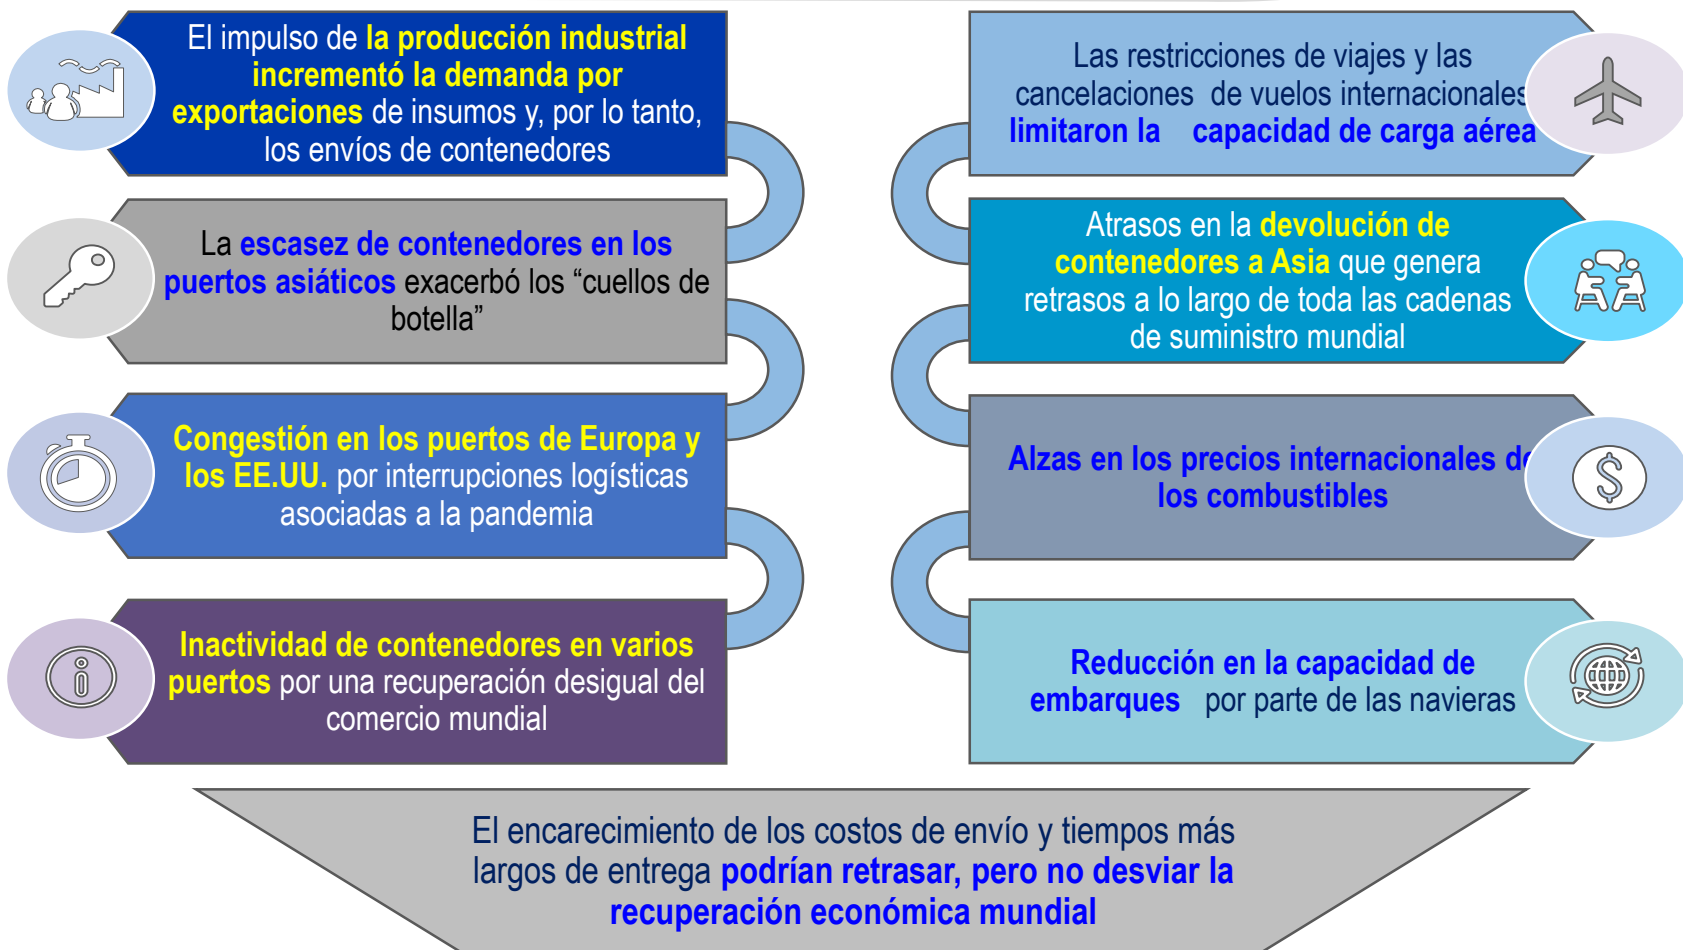 El impulso de la producción industrial
incrementó la demanda por
exportaciones de insumos y, por lo tanto,
los envíos de contenedores
La escasez de contenedores en los
puertos asiáticos exacerbó los “cuellos de
botella”
Congestión en los puertos de Europa y
los EE.UU. por interrupciones logísticas
asociadas a la pandemia
Inactividad de contenedores en varios
puertos por una recuperación desigual del
comercio mundial
Las restricciones de viajes y las
cancelaciones de vuelos internacionales
limitaron la capacidad de carga aérea
Atrasos en la devolución de
contenedores a Asia que genera
retrasos a lo largo de toda las cadenas
de suministro mundial
Alzas en los precios internacionales de
los combustibles
$
Reducción en la capacidad de
embarques por parte de las navieras
El encarecimiento de los costos de envío y tiempos más
largos de entrega podrían retrasar, pero no desviar la
recuperación económica mundial